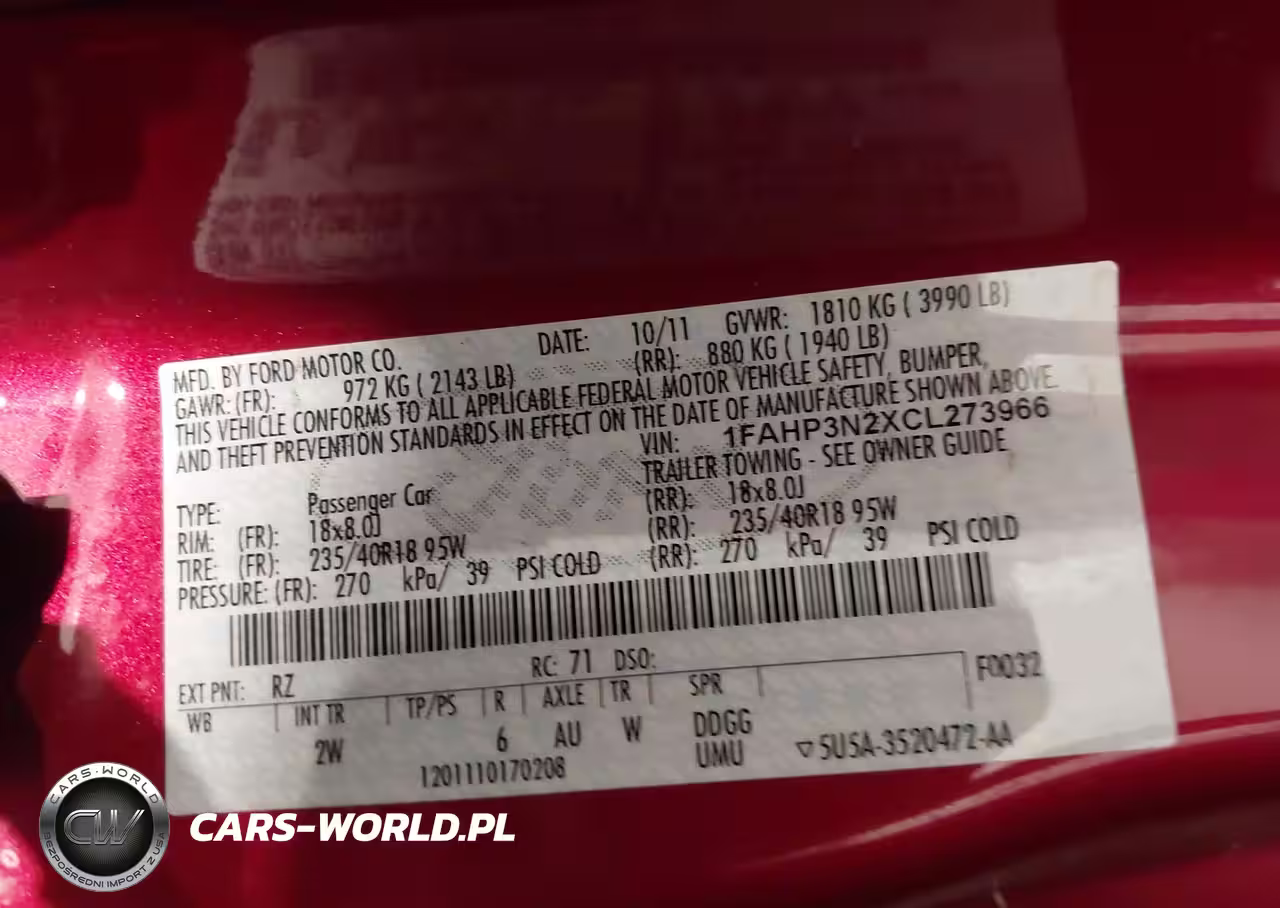 MFD. BY FORD MOTOR CO. DATE: 10/11 GVWR: 1810 KG ( 3990 LB)
GAWR: (FR): 972 KG ( 2143 LB) (RR): 880 KG ( 1940 LB)
THIS VEHICLE CONFORMS TO ALL APPLICABLE FEDERAL MOTOR VEHICLE SAFETY, BUMPER,
AND THEFT PREVENTION STANDARDS IN EFFECT ON THE DATE OF MANUFACTURE SHOWN ABOVE.
VIN: 1FAHP3N2XCL273966
TYPE: Passenger Car TRAILER TOWING - SEE OWNER GUIDE
RIM: (FR): 18x8.0J (RR): 18x8.0J
TIRE: (FR): 235/40R18 95W (RR): 235/40R18 95W
PRESSURE: (FR): 270 kPa/ 39 PSI COLD (RR): 270 kPa/ 39 PSI COLD
EXT PNT: RZ RC: 71 DSO: F0032
WB INT TR TP/PS R AXLE TR SPR
2W 6 AU W DDGG
1201110170208 UMU ▽5U5A-3520472-AA
CARS-WORLD
CW
BEZPOŚREDNI IMPORT Z USA
CARS-WORLD.PL